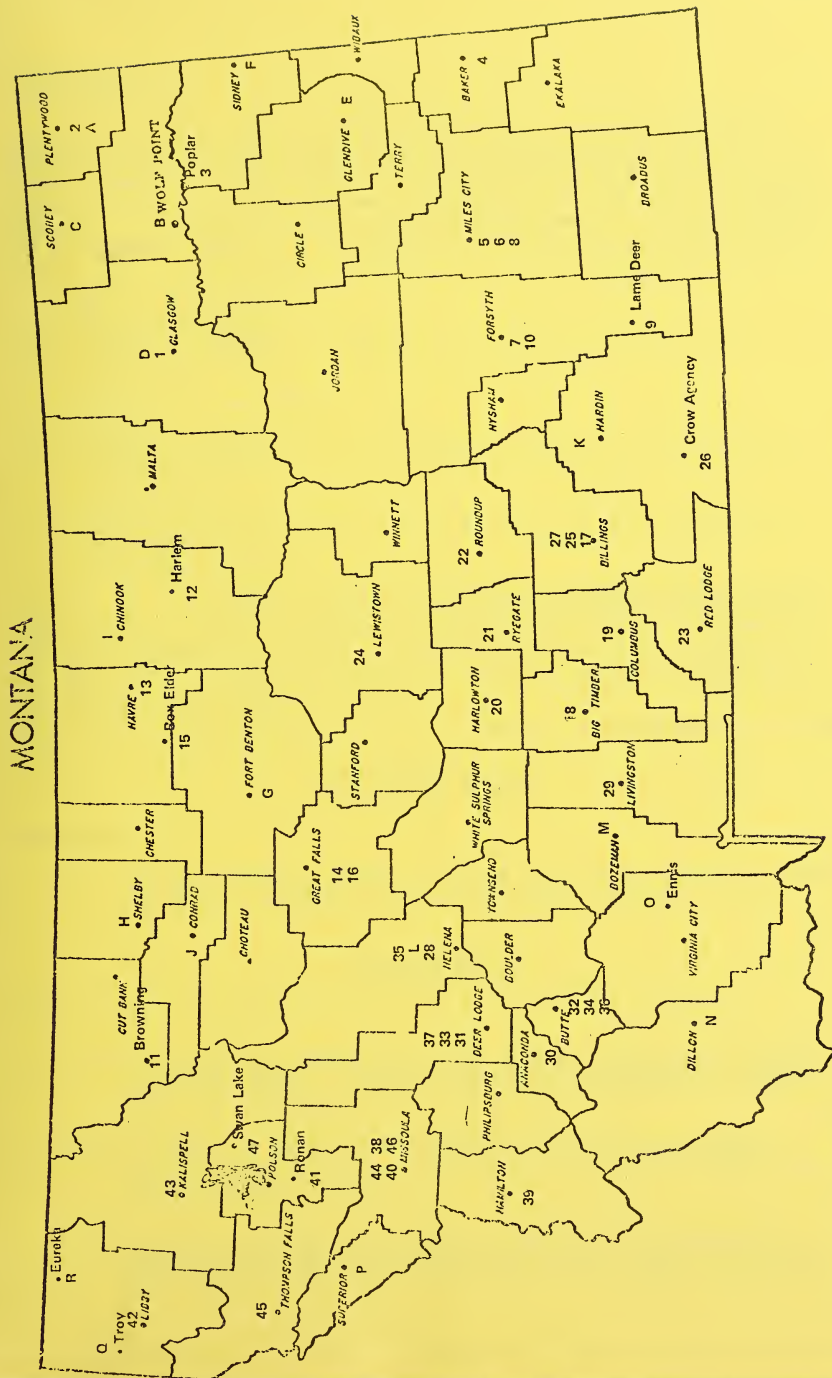 MONTANA
Eureka
R
Q
Troy
42
LIBBY
43
KALISPELL
Swan Lake
47
POLSON
Ronan
41
45
THOMPSON FALLS
SUPERIOR
P
44 38
40 46
MISSOULA
HAMILTON
39
PHILIPSBURG
37
33
31
DEER LODGE
ANACONDA
30
BUTTE
32
34
DILLON
N
VIRGINIA CITY
O
Ennis
BOULDER
35
L
28
HELENA
TOWNSEND
CUT BANK
Browning
11
H
SHELBY
J
CONRAD
CHOTEAU
CHESTER
GREAT FALLS
14
16
WHITE SULPHUR
SPRINGS
BOZEMAN
M
29
LIVINGSTON
HAVRE
13
Box Elder
15
FORT BENTON
G
STANFORD
HARLOWTON
20
18
BIG TIMBER
I
CHINOOK
Harlem
12
24
LEWISTOWN
WINNETT
21
RYEGATE
19
COLUMBUS
23
RED LODGE
22
ROUNDUP
27
25
17
BILLINGS
MALTA
D
1
GLASGOW
JORDAN
HYSHAM
K
HARDIN
Crow Agency
26
FORSYTH
7
10
Lame Deer
9
SCOBEY
C
PLENTYWOOD
2
A
B WOLF POINT
Poplar
3
CIRCLE
SIDNEY
F
GLENDIVE
E
WIBAUX
TERRY
MILES CITY
5
6
8
BAKER
4
EKALAKA
BROADUS